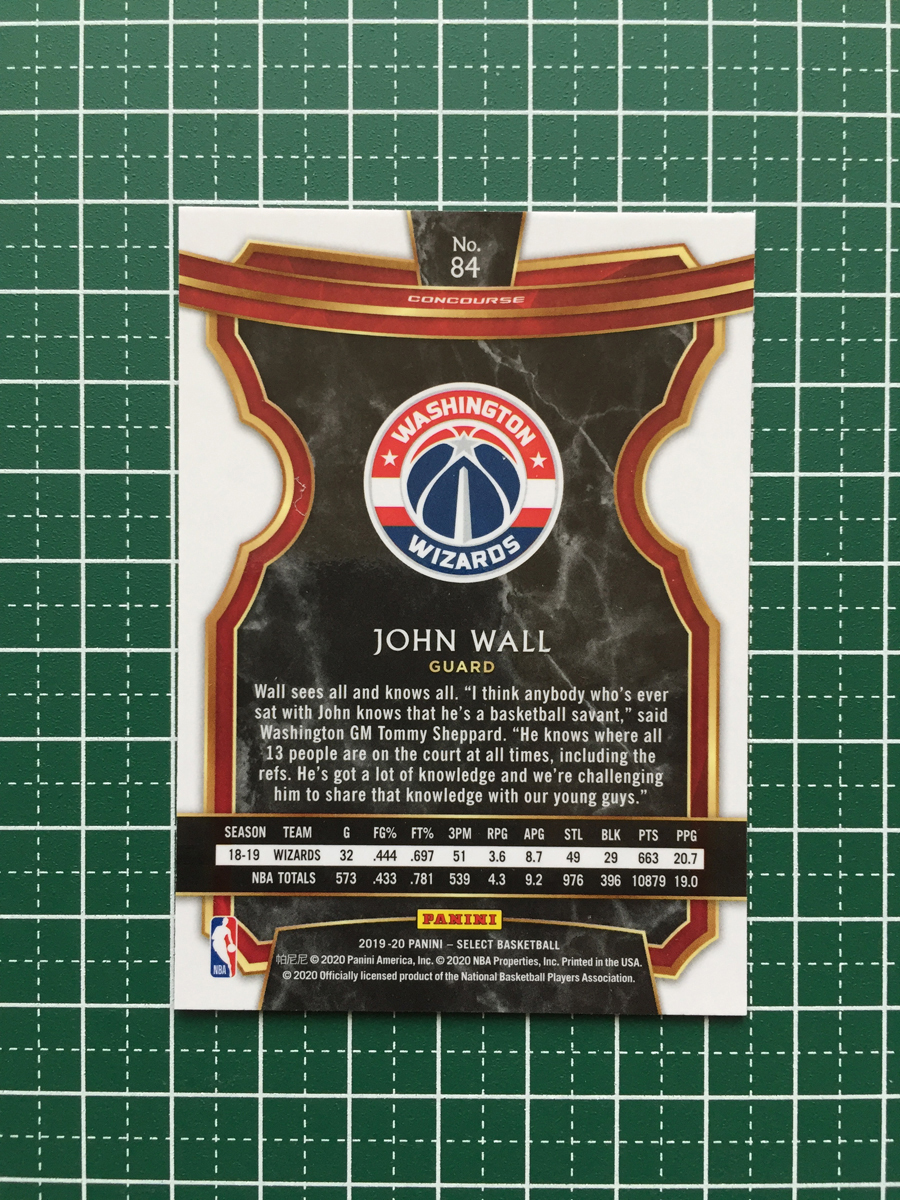 No.
84
CONCOURSE
WASHINGTON
WIZARDS
JOHN WALL
GUARD
Wall sees all and knows all. “I think anybody who’s ever
sat with John knows that he’s a basketball savant,” said
Washington GM Tommy Sheppard. “He knows where all
13 people are on the court at all times, including the
refs. He’s got a lot of knowledge and we’re challenging
him to share that knowledge with our young guys.”
SEASON TEAM G FG% FT% 3PM RPG APG STL BLK PTS PPG
18-19 WIZARDS 32 .444 .697 51 3.6 8.7 49 29 663 20.7
NBA TOTALS 573 .433 .781 539 4.3 9.2 976 396 10879 19.0
PANINI
NBA
2019-20 PANINI – SELECT BASKETBALL
帕尼尼 © 2020 Panini America, Inc. © 2020 NBA Properties, Inc. Printed in the USA.
© 2020 Officially licensed product of the National Basketball Players Association.